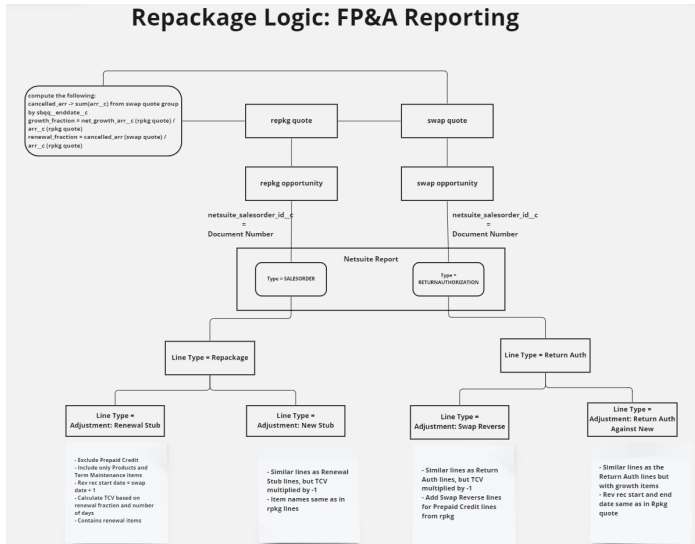 Repackage Logic: FP&A Reporting
compute the following:
cancelled_arr -> sum(arr__c) from swap quote group
by sbqq__enddate__c
growth_fraction = net_growth_arr__c (rpkg quote) /
arr__c (rpkg quote)
renewal_fraction = cancelled_arr (swap quote) /
arr__c (rpkg quote)
repkg quote
swap quote
repkg opportunity
swap opportunity
netsuite_salesorder_id__c
=
Document Number
netsuite_salesorder_id__c
=
Document Number
Netsuite Report
Type = SALESORDER
Type =
RETURNAUTHORIZATION
Line Type = Repackage
Line Type = Return Auth
Line Type =
Adjustment: Renewal Stub
Line Type =
Adjustment: New Stub
Line Type =
Adjustment: Swap Reverse
Line Type =
Adjustment: Return Auth
Against New
- Exclude Prepaid Credit
- Include only Products and
Term Maintenance items
- Rev rec start date = swap
date + 1
- Calculate TCV based on
renewal fraction and number
of days
- Contains renewal items
- Similar lines as Renewal
Stub lines, but TCV
multiplied by -1
- Item names same as in
rpkg lines
- Similar lines as Return
Auth lines, but TCV
multiplied by -1
- Add Swap Reverse lines
for Prepaid Credit lines
from rpkg
- Similar lines as the
Return Auth lines but
with growth items
- Rev rec start and end
date same as in Rpkg
quote